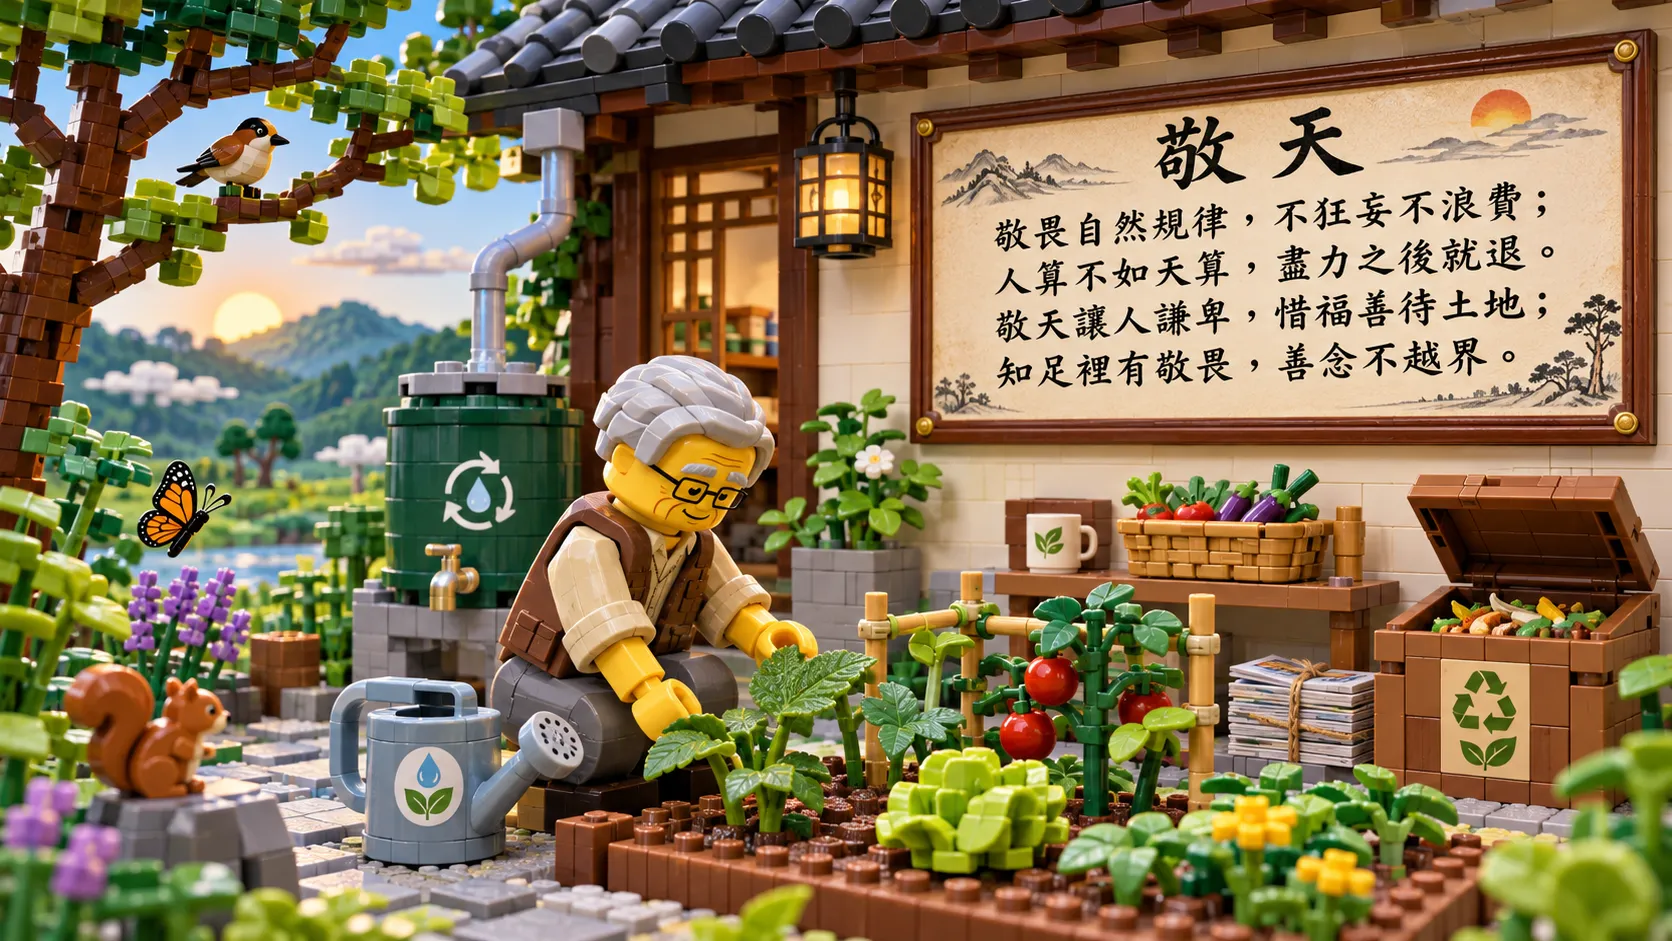 敬天
敬畏自然規律，不狂妄不浪費；
人算不如天算，盡力之後就退。
敬天讓人謙卑，惜福善待土地；
知足裡有敬畏，善念不越界。